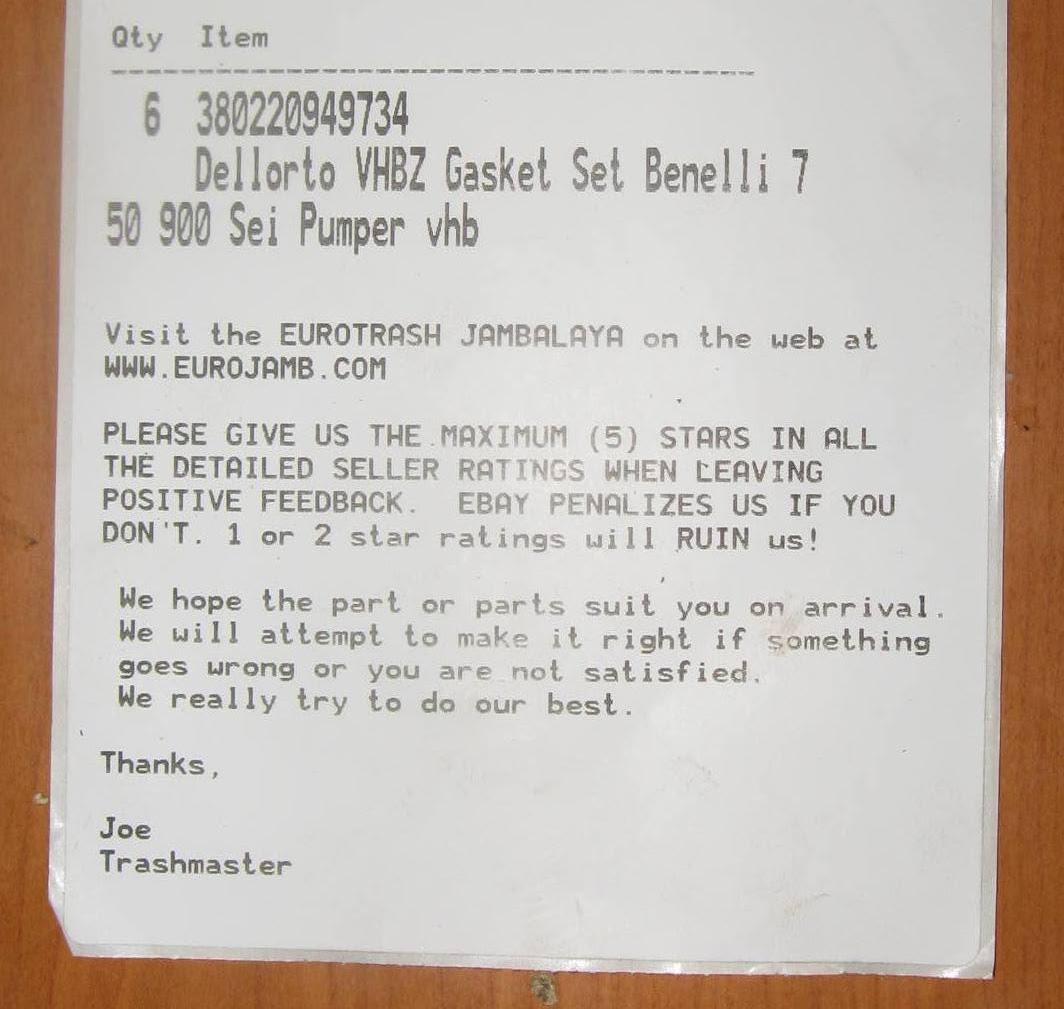 Qty Item
6 380220949734
Dellorto VHBZ Gasket Set Benelli 7
50 900 Sei Pumper vhb
Visit the EUROTRASH JAMBALAYA on the web at
WWW.EUROJAMB.COM
PLEASE GIVE US THE MAXIMUM (5) STARS IN ALL
THE DETAILED SELLER RATINGS WHEN LEAVING
POSITIVE FEEDBACK. EBAY PENALIZES US IF YOU
DON'T. 1 or 2 star ratings will RUIN us!
We hope the part or parts suit you on arrival.
We will attempt to make it right if something
goes wrong or you are not satisfied.
We really try to do our best.
Thanks,
Joe
Trashmaster